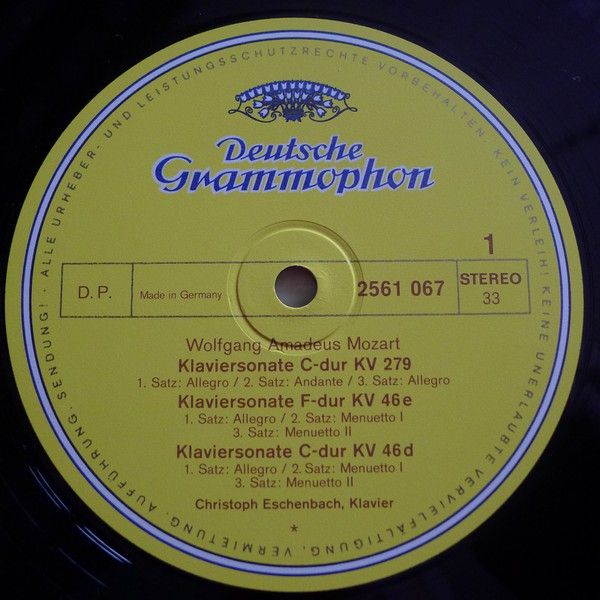 ALLE URHEBER- UND LEISTUNGSSCHUTZRECHTE VORBEHALTEN. KEIN VERLEIH! KEINE UNERLAUBTE VERVIELFÄLTIGUNG, VERMIETUNG, AUFFÜHRUNG, SENDUNG!
Deutsche
Grammophon
1
D. P.
Made in Germany
2561 067
STEREO
33
Wolfgang Amadeus Mozart
Klaviersonate C-dur KV 279
1. Satz: Allegro / 2. Satz: Andante / 3. Satz: Allegro
Klaviersonate F-dur KV 46e
1. Satz: Allegro / 2. Satz: Menuetto I
3. Satz: Menuetto II
Klaviersonate C-dur KV 46d
1. Satz: Allegro / 2. Satz: Menuetto I
3. Satz: Menuetto II
Christoph Eschenbach, Klavier
*